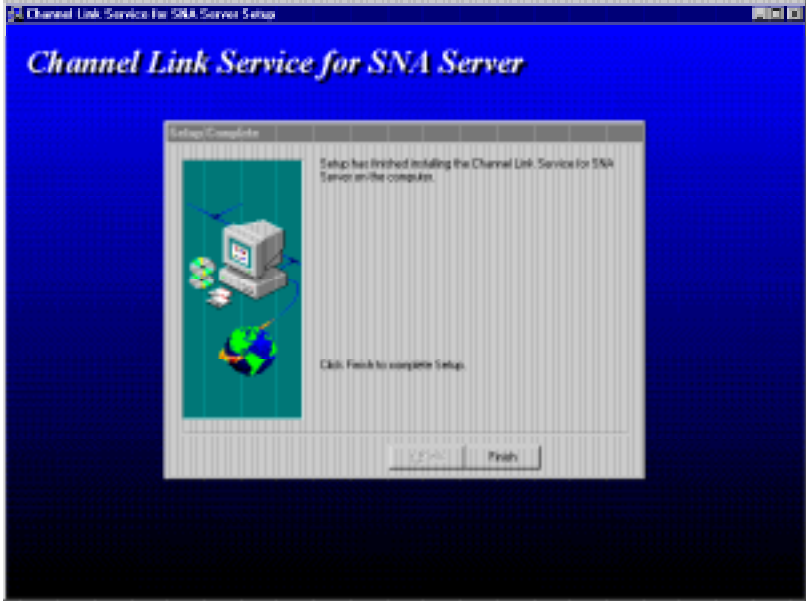 Channel Link Service for SNA Server Setup
Channel Link Service for SNA Server
Setup Complete
Setup has finished installing the Channel Link Service for SNA
Server on the computer.
Click Finish to complete Setup.
Finish